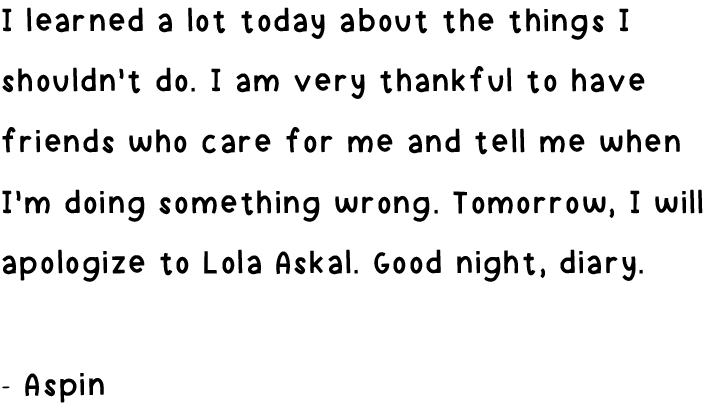 I learned a lot today about the things I
shouldn't do. I am very thankful to have
friends who care for me and tell me when
I'm doing something wrong. Tomorrow, I will
apologize to Lola Askal. Good night, diary.
- Aspin